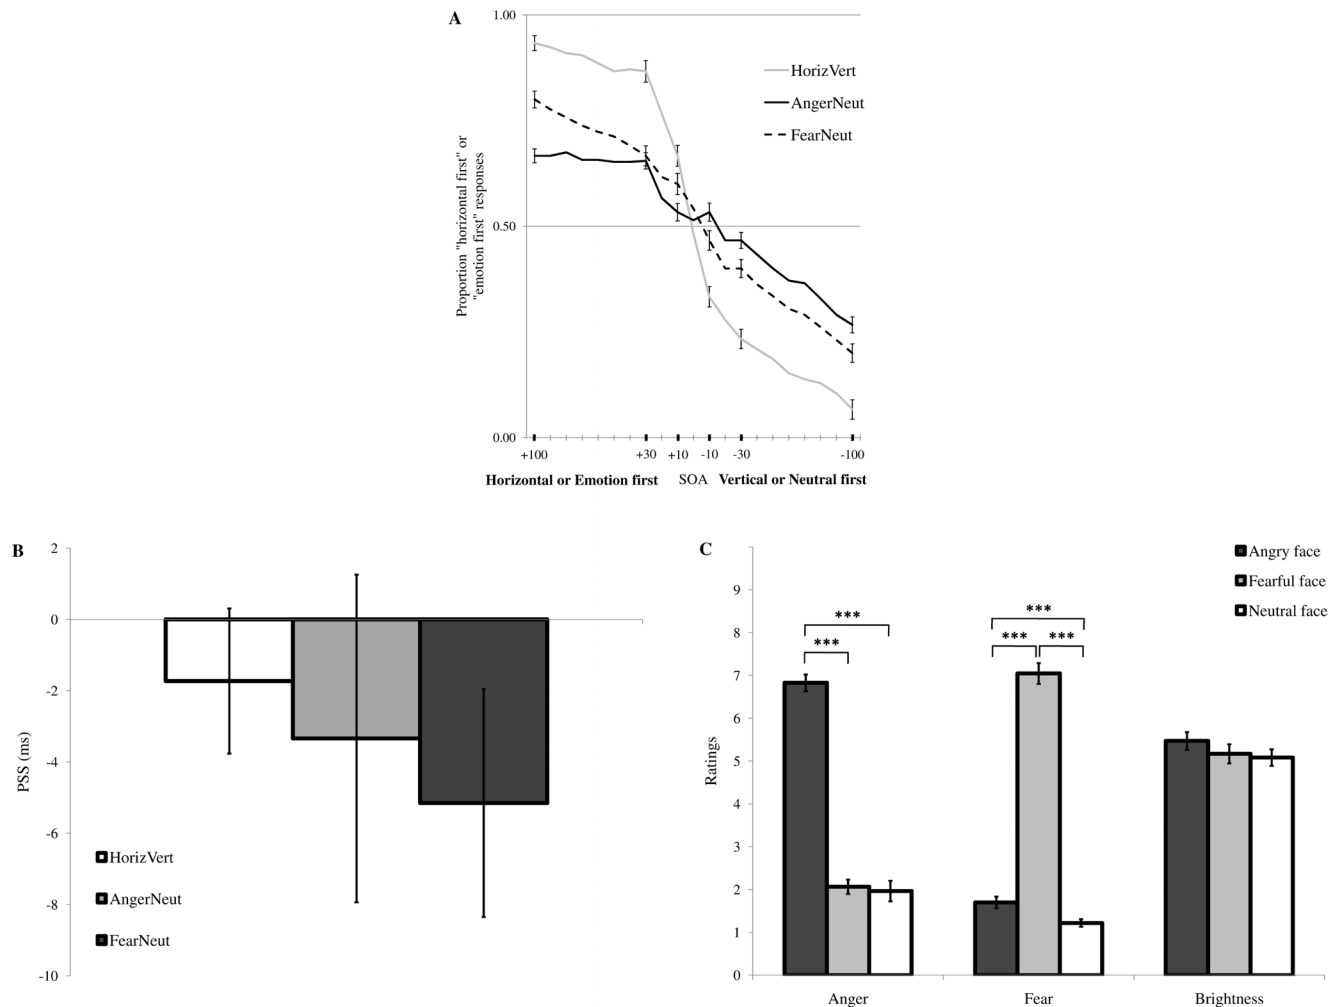 A
1.00
0.50
0.00
Proportion "horizontal first" or
"emotion first" responses
HorizVert
AngerNeut
FearNeut
+100 +30 +10 -10 -30 -100
Horizontal or Emotion first SOA Vertical or Neutral first
B
2
0
-2
-4
-6
-8
-10
PSS (ms)
HorizVert
AngerNeut
FearNeut
C
Angry face
Fearful face
Neutral face
9
8
7
6
5
4
3
2
1
0
Ratings
***
***
***
*** ***
Anger Fear Brightness